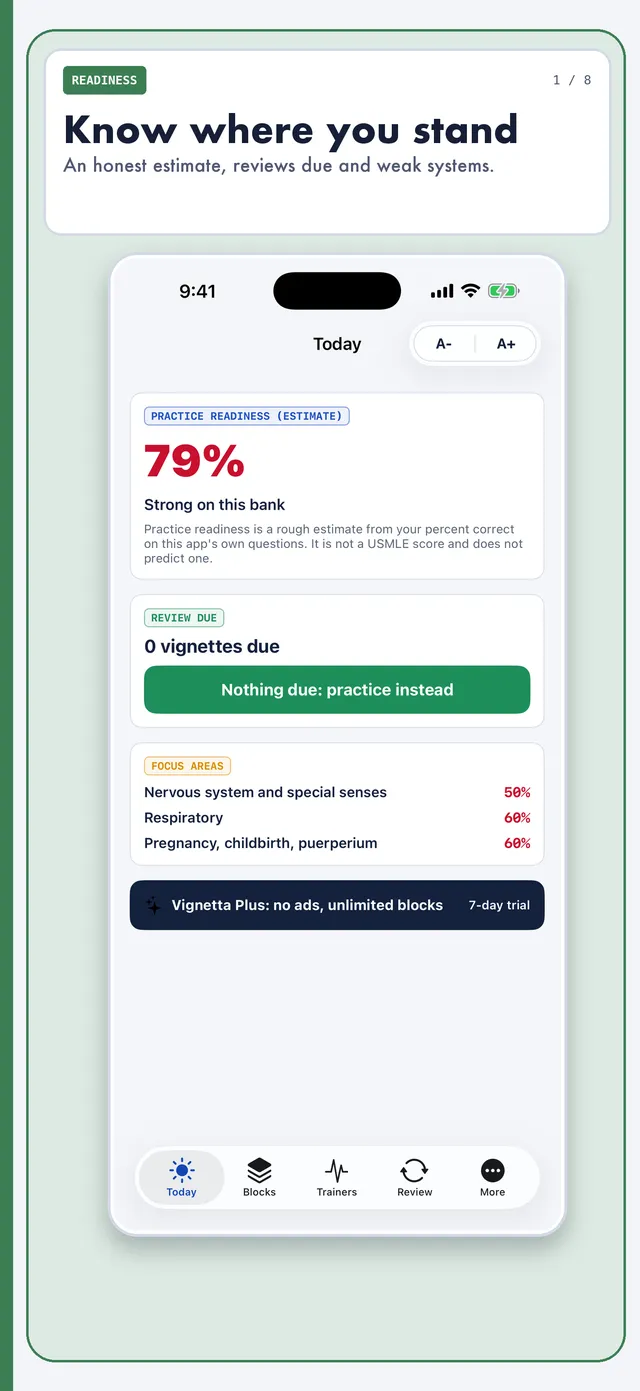 READINESS
1 / 8
Know where you stand
An honest estimate, reviews due and weak systems.
9:41
Today
A-
A+
PRACTICE READINESS (ESTIMATE)
79%
Strong on this bank
Practice readiness is a rough estimate from your percent correct
on this app's own questions. It is not a USMLE score and does not
predict one.
REVIEW DUE
0 vignettes due
Nothing due: practice instead
FOCUS AREAS
Nervous system and special senses 50%
Respiratory 60%
Pregnancy, childbirth, puerperium 60%
Vignetta Plus: no ads, unlimited blocks 7-day trial
Today Blocks Trainers Review More